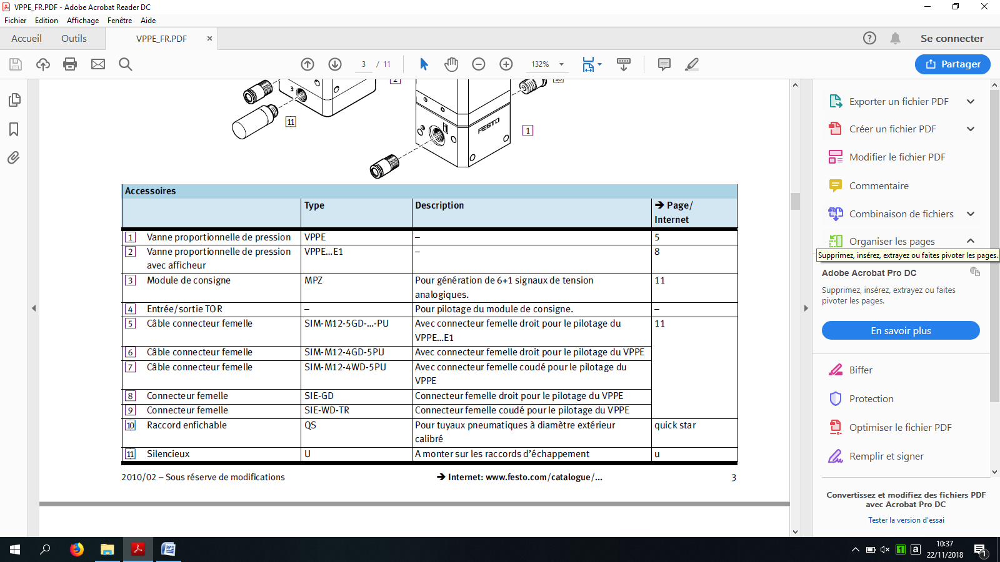 VPPE_FR.PDF - Adobe Acrobat Reader DC
Fichier Edition Affichage Fenêtre Aide
Accueil Outils VPPE_FR.PDF × Se connecter
3 / 11 132% Partager
3
2
10
11
1
FESTO
1
Accessoires
Type Description ➔ Page/
Internet
1 Vanne proportionnelle de pression VPPE – 5
2 Vanne proportionnelle de pression VPPE...E1 – 8
avec afficheur
3 Module de consigne MPZ Pour génération de 6+1 signaux de tension 11
analogiques.
4 Entrée/sortie TOR – Pour pilotage du module de consigne. –
5 Câble connecteur femelle SIM-M12-5GD-...-PU Avec connecteur femelle droit pour le pilotage du 11
VPPE...E1
6 Câble connecteur femelle SIM-M12-4GD-5PU Avec connecteur femelle droit pour le pilotage du VPPE
7 Câble connecteur femelle SIM-M12-4WD-5PU Avec connecteur femelle coudé pour le pilotage du
VPPE
8 Connecteur femelle SIE-GD Connecteur femelle droit pour le pilotage du VPPE
9 Connecteur femelle SIE-WD-TR Connecteur femelle coudé pour le pilotage du VPPE
10 Raccord enfichable QS Pour tuyaux pneumatiques à diamètre extérieur quick star
calibré
11 Silencieux U A monter sur les raccords d'échappement u
2010/02 – Sous réserve de modifications ➔ Internet: www.festo.com/catalogue/... 3
Exporter un fichier PDF
Créer un fichier PDF
Modifier le fichier PDF
Commentaire
Combinaison de fichiers
Organiser les pages
Supprimez, insérez, extrayez ou faites pivoter les pages.
Adobe Acrobat Pro DC
Supprimez, insérez, extrayez ou faites
pivoter les pages.
En savoir plus
Biffer
Protection
Optimiser le fichier PDF
Remplir et signer
Convertissez et modifiez des fichiers PDF
avec Acrobat Pro DC
Tester la version d'essai
10:37
22/11/2018
1